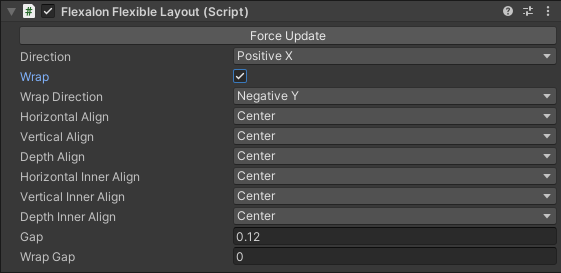 # Flexalon Flexible Layout (Script)
Force Update
Direction Positive X
Wrap
Wrap Direction Negative Y
Horizontal Align Center
Vertical Align Center
Depth Align Center
Horizontal Inner Align Center
Vertical Inner Align Center
Depth Inner Align Center
Gap 0.12
Wrap Gap 0